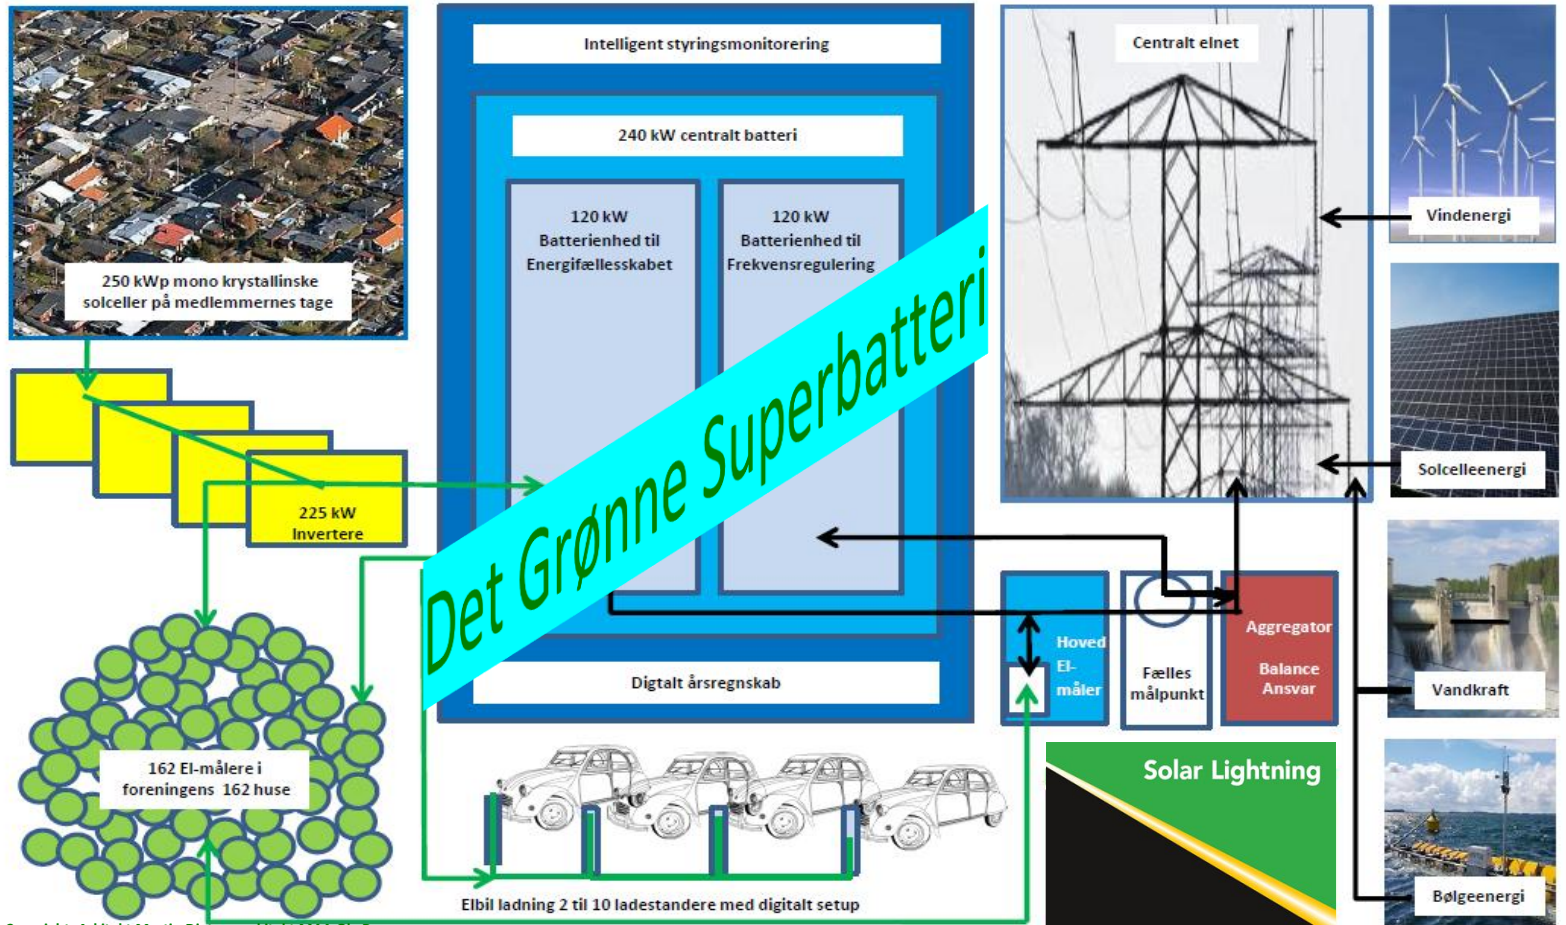 Intelligent styringsmonitorering
Centralt elnet
240 kW centralt batteri
120 kW
Batterienhed til
Energifællesskabet
120 kW
Batterienhed til
Frekvensregulering
Vindenergi
250 kWp mono krystallinske
solceller på medlemmernes tage
Det Grønne Superbatteri
Solcelleenergi
225 kW
Invertere
Hoved
El-
måler
Fælles
målpunkt
Aggregator
Balance
Ansvar
Digtalt årsregnskab
Vandkraft
162 El-målere i
foreningens 162 huse
Solar Lightning
Elbil ladning 2 til 10 ladestandere med digitalt setup
Bølgeenergi